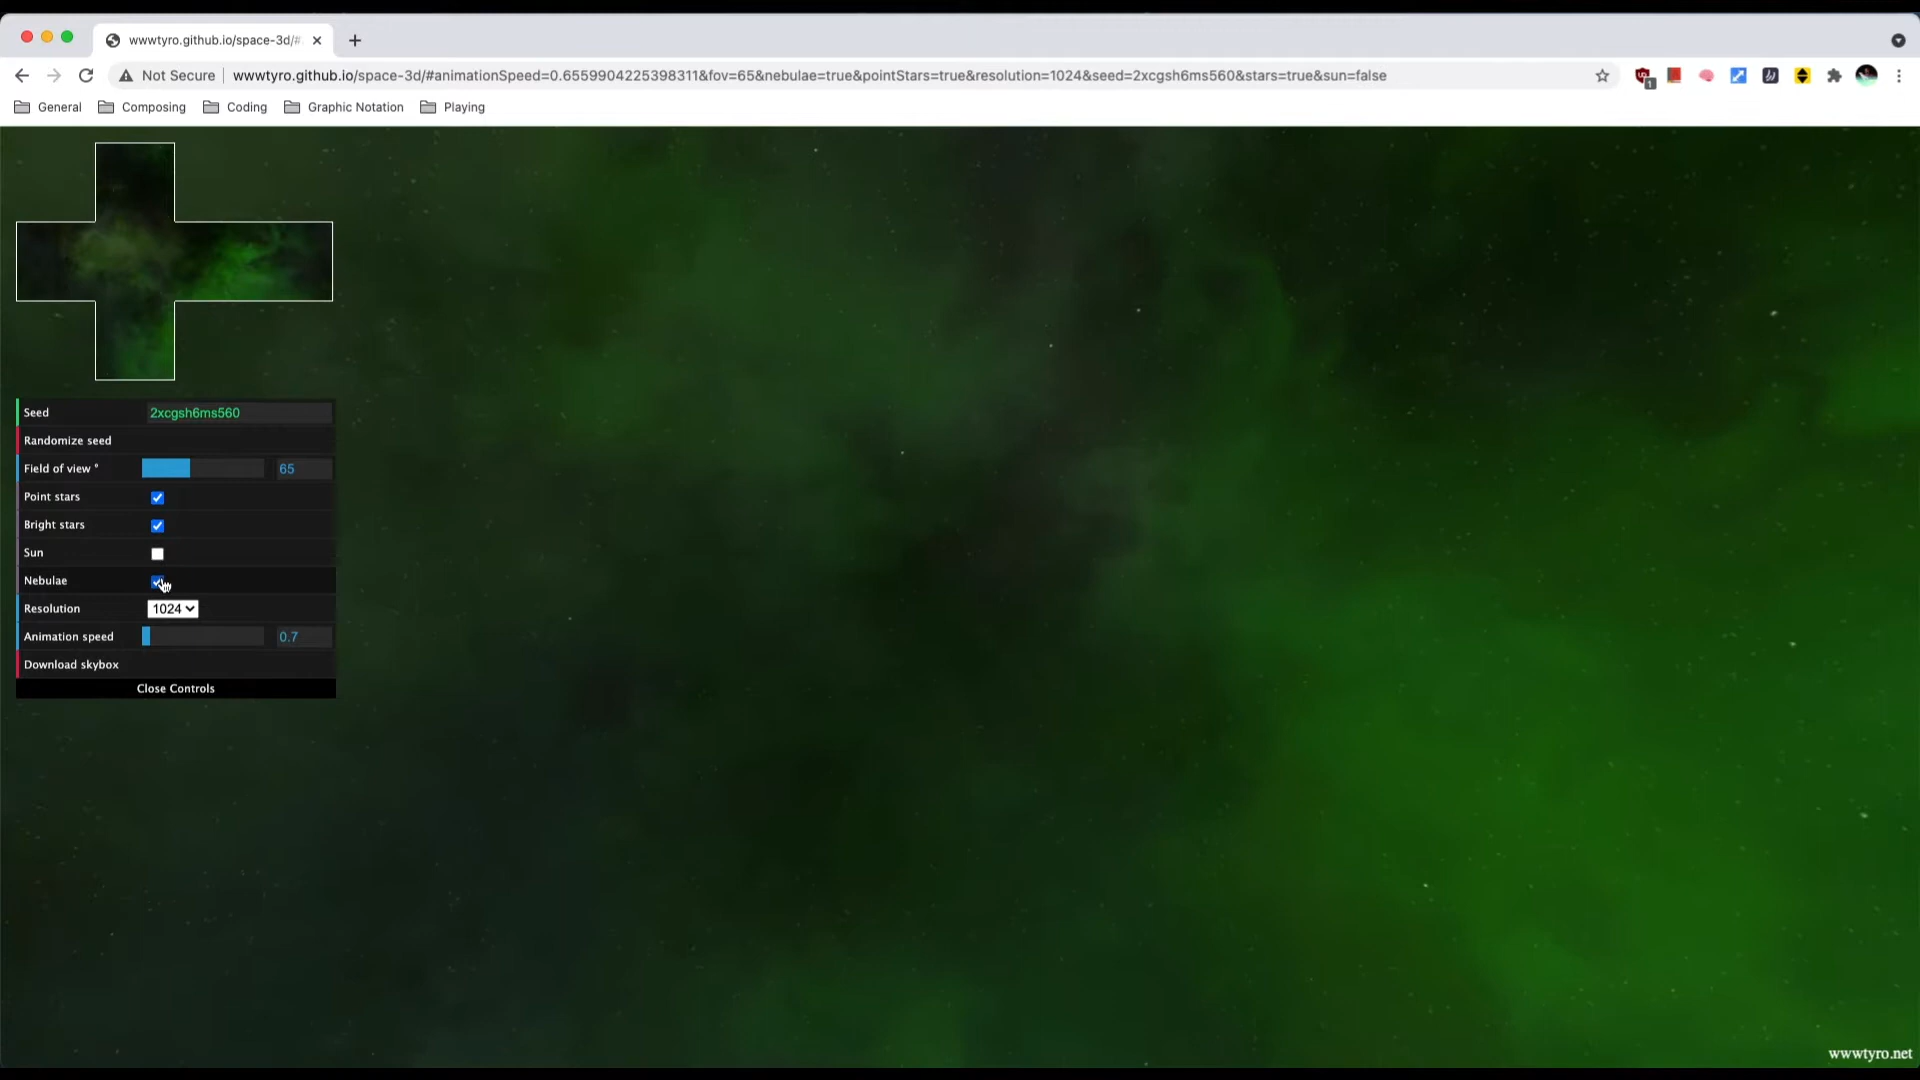 wwwtyro.github.io/space-3d/#
Not Secure
wwwtyro.github.io/space-3d/#animationSpeed=0.6559904225398311&fov=65&nebulae=true&pointStars=true&resolution=1024&seed=2xcgsh6ms560&stars=true&sun=false
1
General Composing Coding Graphic Notation Playing
Seed 2xcgsh6ms560
Randomize seed
Field of view ° 65
Point stars
Bright stars
Sun
Nebulae
Resolution 1024
Animation speed 0.7
Download skybox
Close Controls
wwwtyro.net